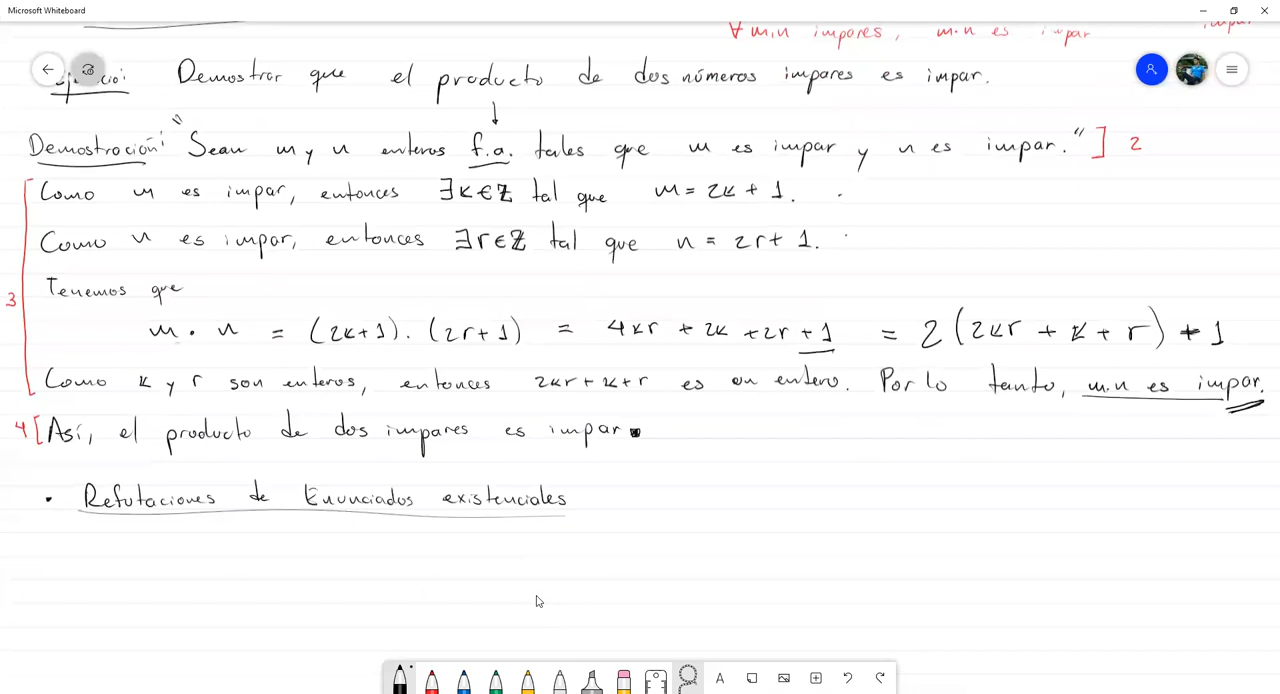 Microsoft Whiteboard
∀ m,n impares, m·n es impar
Demostrar que el producto de dos números impares es impar.
↓
Demostración: "Sean m y n enteros f.a. tales que m es impar y n es impar." ] 2
Como m es impar, entonces ∃k∈ℤ tal que m = 2k + 1.
Como n es impar, entonces ∃r∈ℤ tal que n = 2r + 1.
Tenemos que
3
m · n = (2k+1).(2r+1) = 4kr + 2k + 2r + 1 = 2(2kr + k + r) + 1
Como k y r son enteros, entonces 2kr + k + r es un entero. Por lo tanto, m.n es impar.
4 [ Así, el producto de dos impares es impar
• Refutaciones de Enunciados existenciales
A